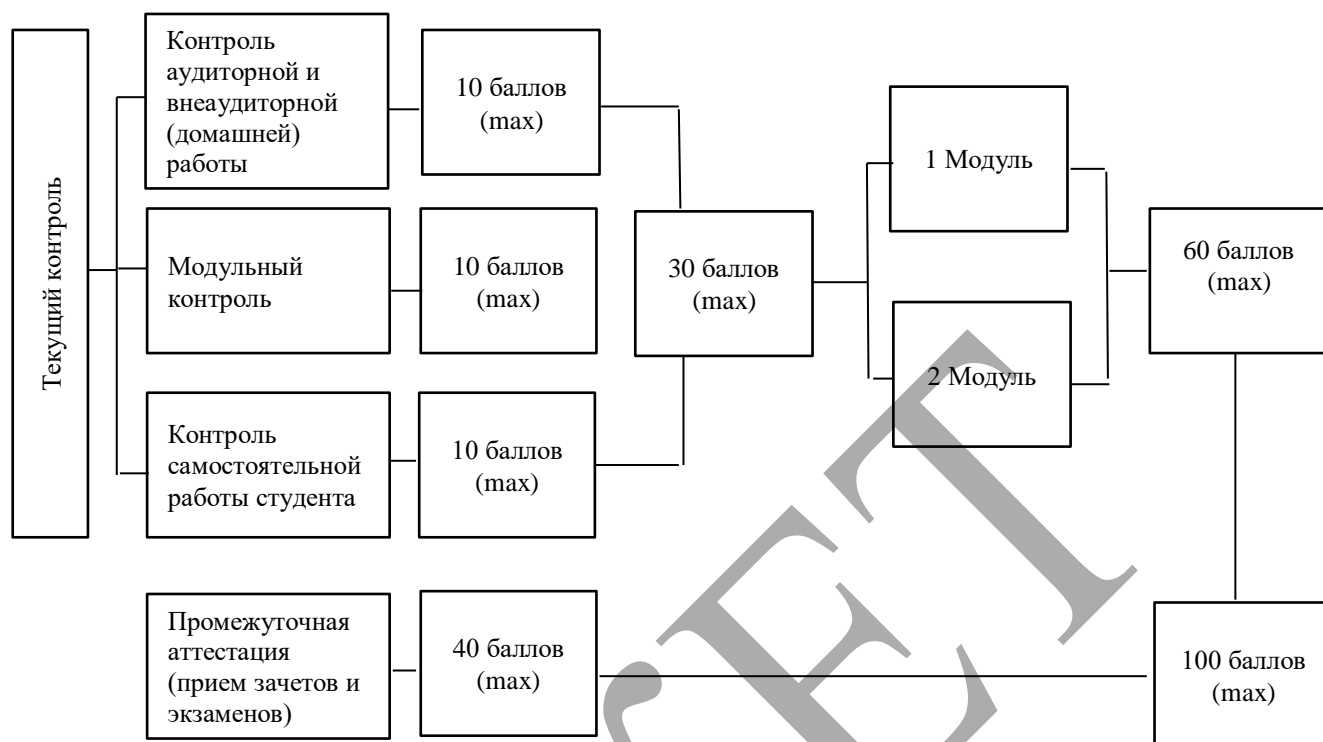 Текущий контроль
Контроль
аудиторной и
внеаудиторной
(домашней)
работы
10 баллов
(max)
Модульный
контроль
10 баллов
(max)
Контроль
самостоятельной
работы студента
10 баллов
(max)
30 баллов
(max)
1 Модуль
2 Модуль
60 баллов
(max)
Промежуточная
аттестация
(прием зачетов и
экзаменов)
40 баллов
(max)
100 баллов
(max)